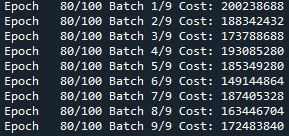 Epoch   80/100 Batch 1/9 Cost: 200238688
Epoch   80/100 Batch 2/9 Cost: 188342432
Epoch   80/100 Batch 3/9 Cost: 173788688
Epoch   80/100 Batch 4/9 Cost: 193085280
Epoch   80/100 Batch 5/9 Cost: 185349280
Epoch   80/100 Batch 6/9 Cost: 149144864
Epoch   80/100 Batch 7/9 Cost: 187405328
Epoch   80/100 Batch 8/9 Cost: 163446704
Epoch   80/100 Batch 9/9 Cost: 172483840